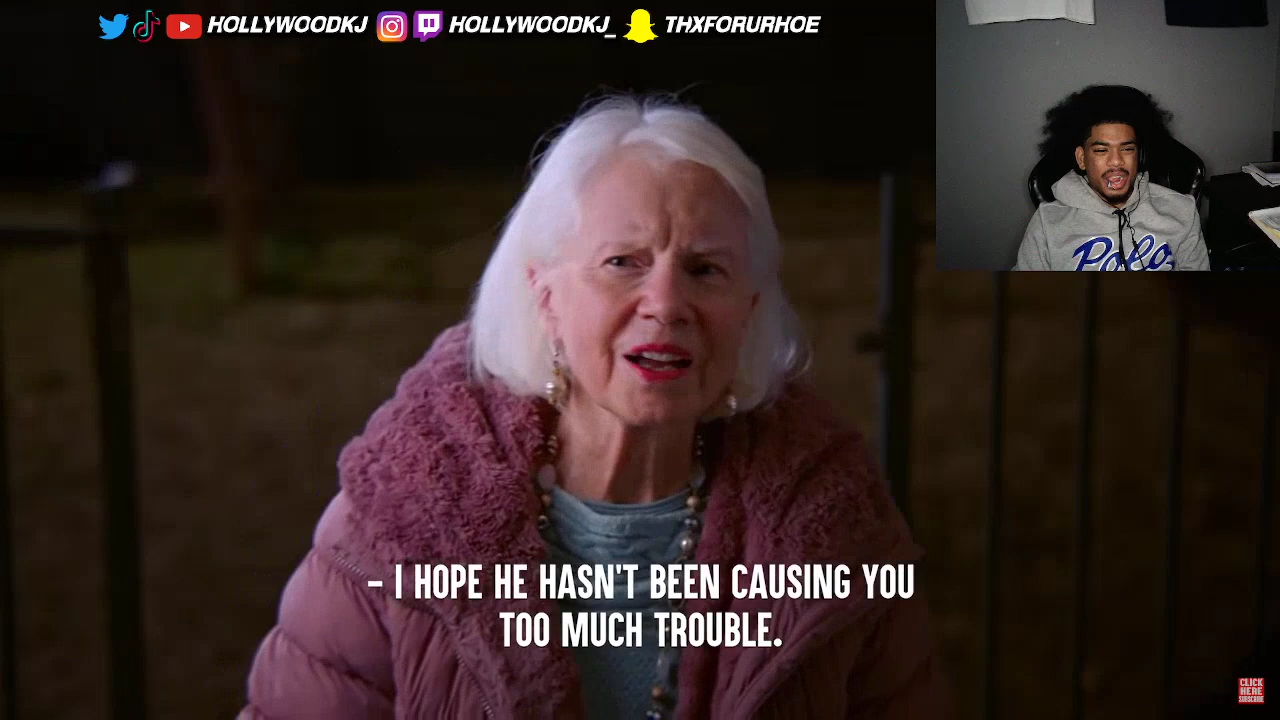 HOLLYWOODKJ HOLLYWOODKJ_ THXFORURHOE
Polo
- I HOPE HE HASN'T BEEN CAUSING YOU
TOO MUCH TROUBLE.
CLICK
HERE
SUBSCRIBE